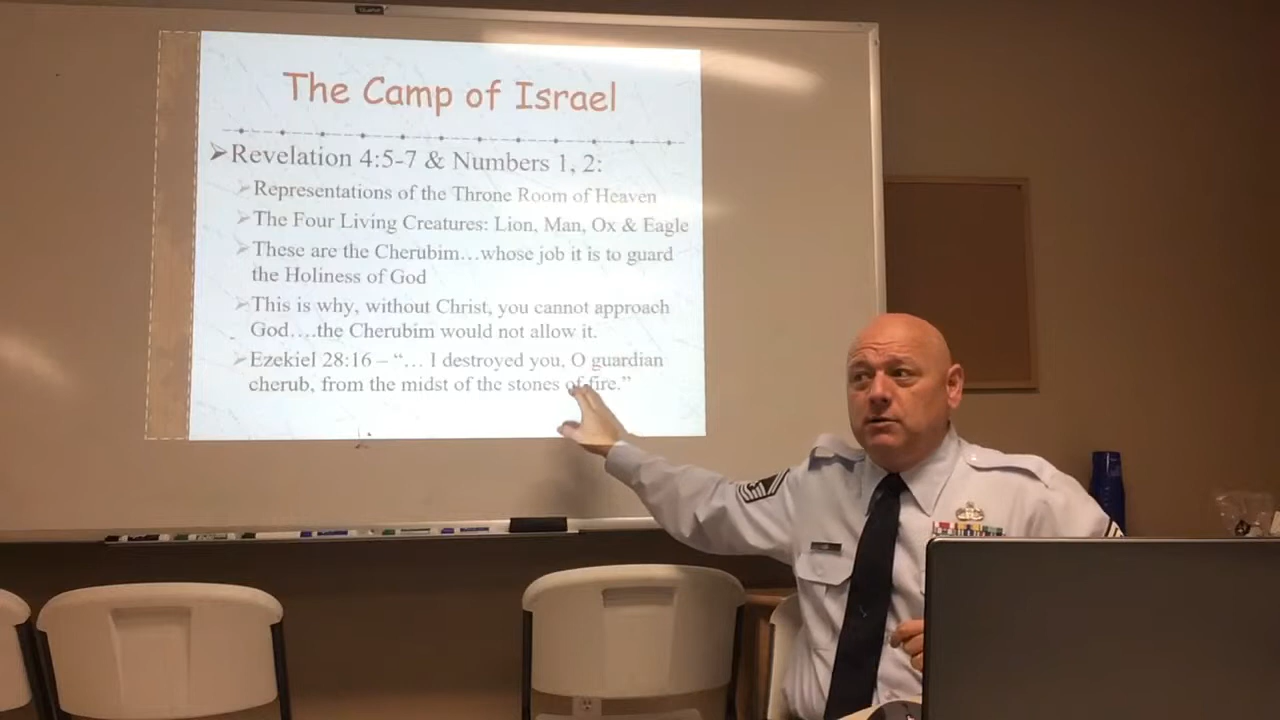 The Camp of Israel
Revelation 4:5-7 & Numbers 1, 2:
Representations of the Throne Room of Heaven
The Four Living Creatures: Lion, Man, Ox & Eagle
These are the Cherubim…whose job it is to guard
the Holiness of God
This is why, without Christ, you cannot approach
God….the Cherubim would not allow it.
Ezekiel 28:16 – “… I destroyed you, O guardian
cherub, from the midst of the stones of fire.”